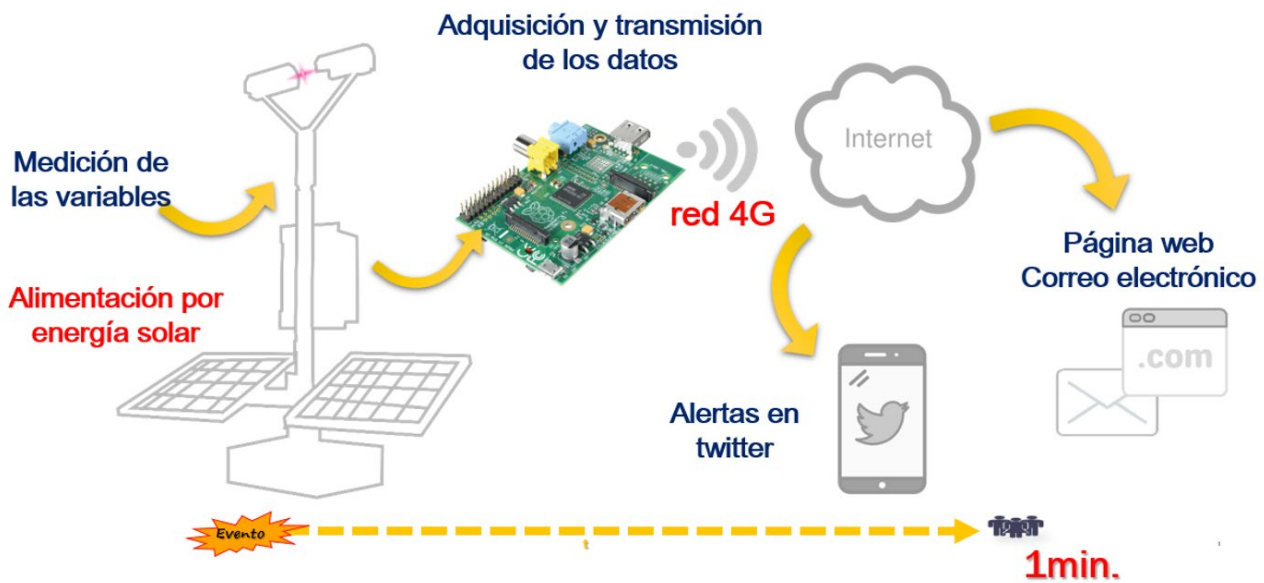 Adquisición y transmisión
de los datos
Medición de
las variables
Internet
red 4G
Página web
Correo electrónico
Alimentación por
energía solar
.com
Alertas en
twitter
Evento
t
1min.